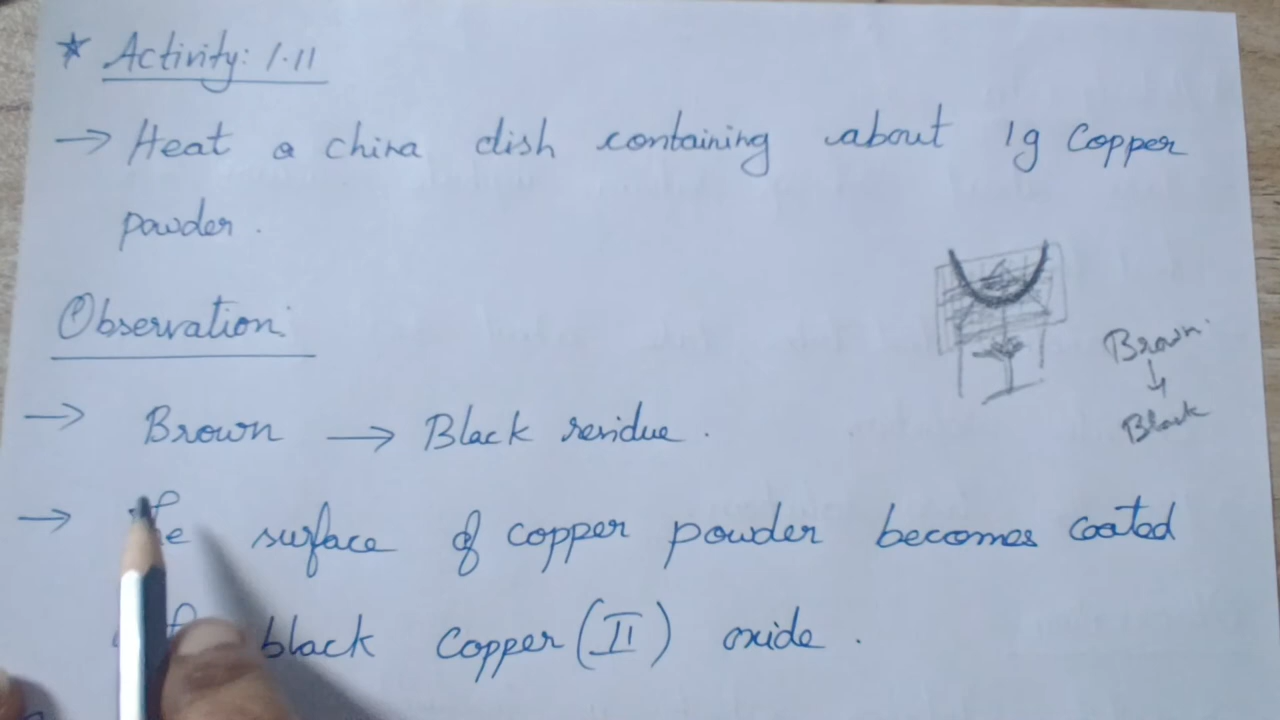 ★ Activity: 1.11
→ Heat a china dish containing about 1g Copper
powder.
Observation:
→ Brown → Black residue.
Brown
↓
Black
→ The surface of copper powder becomes coated
black Copper (II) oxide.